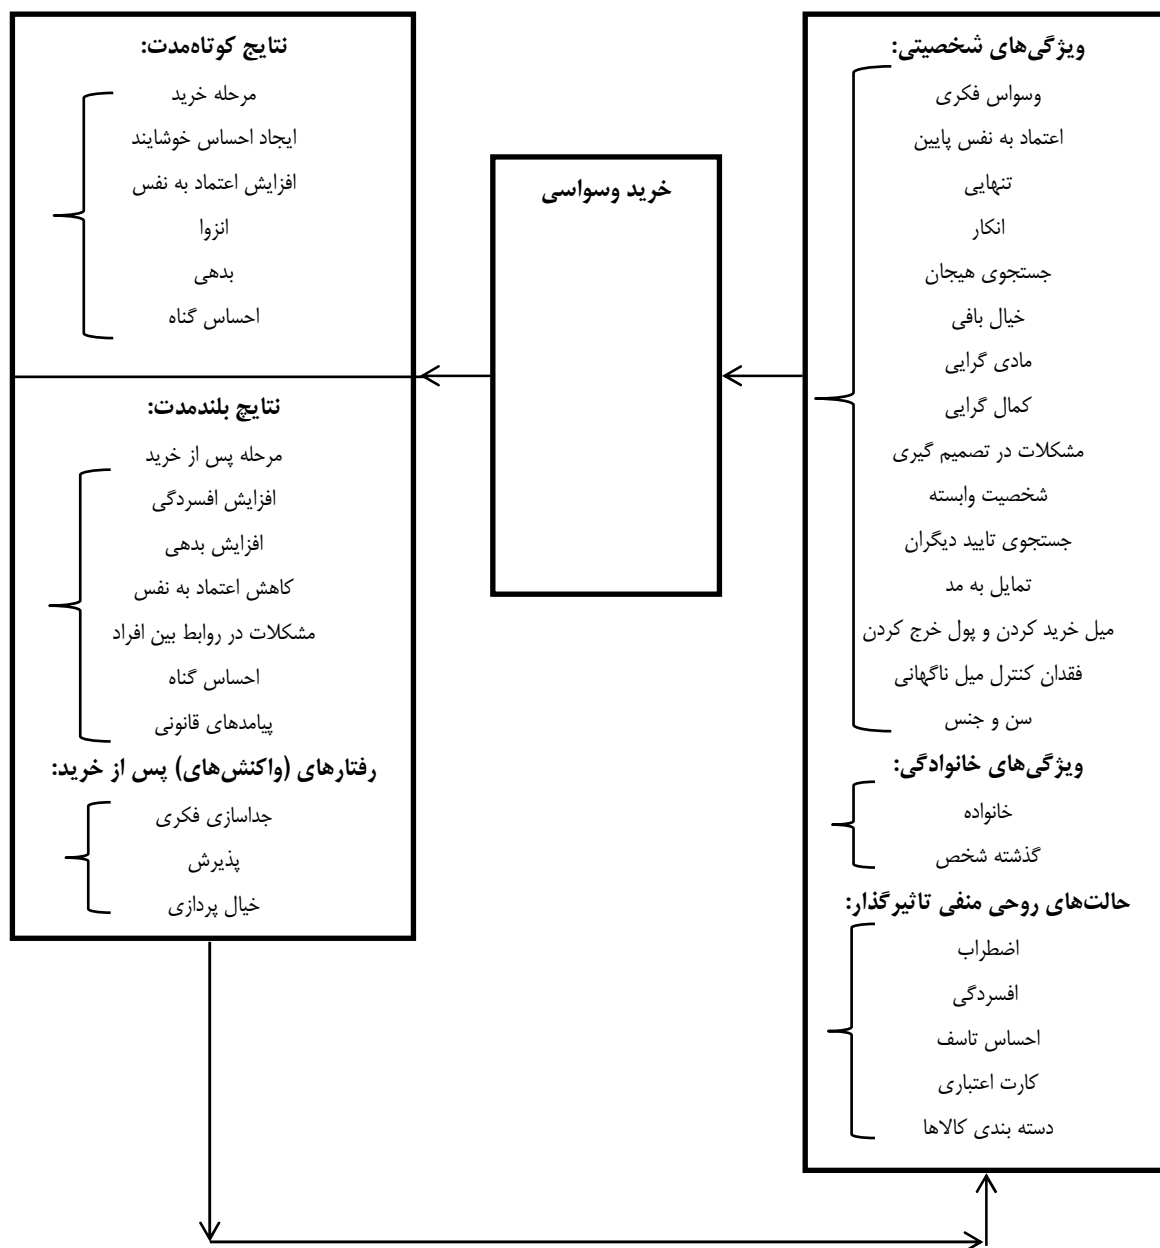 ویژگی‌های شخصیتی:
وسواس فکری
اعتماد به نفس پایین
تنهایی
انکار
جستجوی هیجان
خیال بافی
مادی گرایی
کمال گرایی
مشکلات در تصمیم گیری
شخصیت وابسته
جستجوی تایید دیگران
تمایل به مد
میل خرید کردن و پول خرج کردن
فقدان کنترل میل ناگهانی
سن و جنس
ویژگی‌های خانوادگی:
خانواده
گذشته شخص
حالت‌های روحی منفی تاثیرگذار:
اضطراب
افسردگی
احساس تاسف
کارت اعتباری
دسته بندی کالاها
خرید وسواسی
نتایج کوتاه‌مدت:
مرحله خرید
ایجاد احساس خوشایند
افزایش اعتماد به نفس
انزوا
بدهی
احساس گناه
نتایچ بلندمدت:
مرحله پس از خرید
افزایش افسردگی
افزایش بدهی
کاهش اعتماد به نفس
مشکلات در روابط بین افراد
احساس گناه
پیامدهای قانونی
رفتارهای (واکنش‌های) پس از خرید:
جداسازی فکری
پذیرش
خیال پردازی